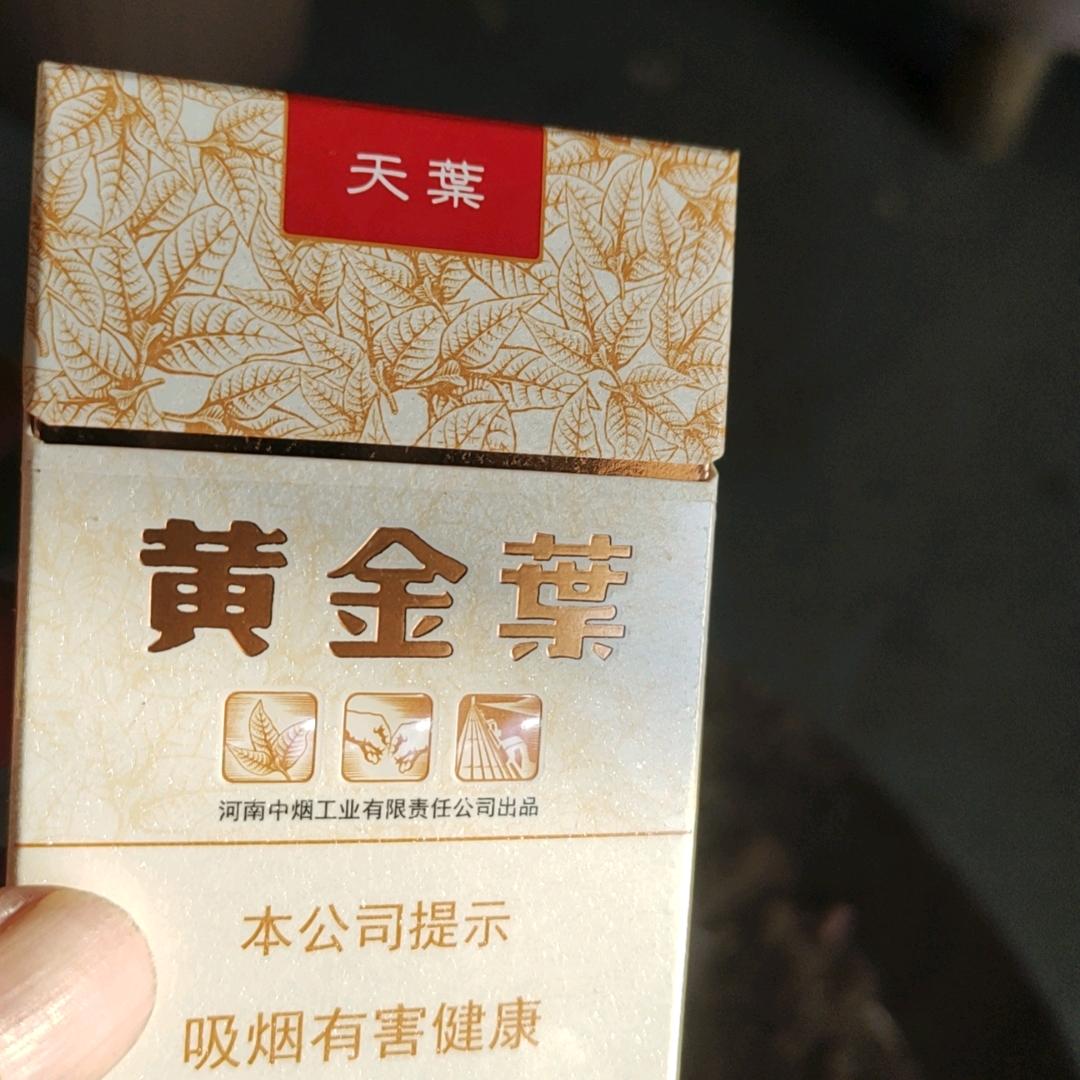 天葉
黄金葉
河南中烟工业有限责任公司出品
本公司提示
吸烟有害健康